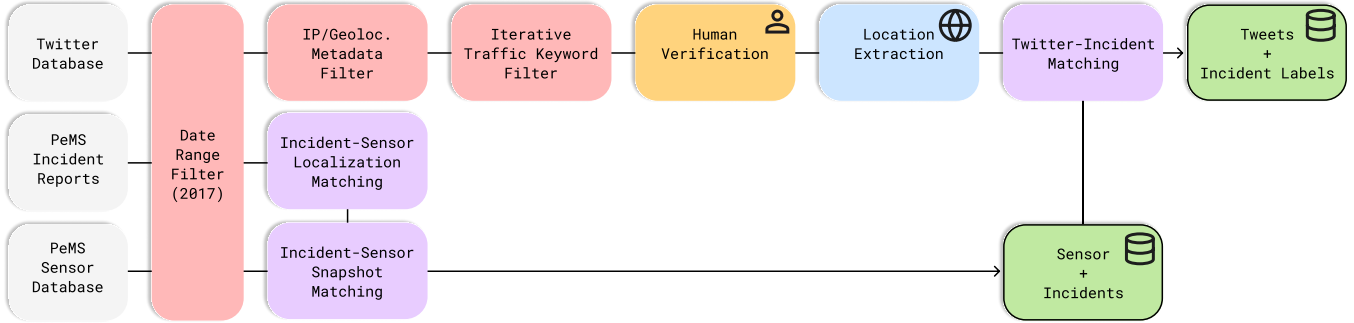 Twitter
Database
IP/Geoloc.
Metadata
Filter
Iterative
Traffic Keyword
Filter
Human
Verification
Location
Extraction
Twitter-Incident
Matching
Tweets
+
Incident Labels
PeMS
Incident
Reports
Date
Range
Filter
(2017)
Incident-Sensor
Localization
Matching
PeMS
Sensor
Database
Incident-Sensor
Snapshot
Matching
Sensor
+
Incidents